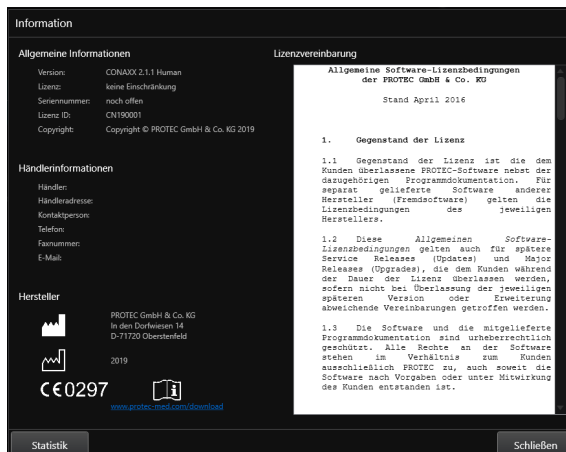 Information
Allgemeine Informationen
Version: CONAXX 2.1.1 Human
Lizenz: keine Einschränkung
Seriennummer: noch offen
Lizenz ID: CN190001
Copyright: Copyright © PROTEC GmbH & Co. KG 2019
Händlerinformationen
Händler:
Händleradresse:
Kontaktperson:
Telefon:
Faxnummer:
E-Mail:
Hersteller
PROTEC GmbH & Co. KG
In den Dorfwiesen 14
D-71720 Oberstenfeld
2019
CE0297
www.protec-med.com/download
Lizenzvereinbarung
Allgemeine Software-Lizenzbedingungen
der PROTEC GmbH & Co. KG
Stand April 2016
1. Gegenstand der Lizenz
1.1 Gegenstand der Lizenz ist die dem
Kunden überlassene PROTEC-Software nebst der
dazugehörigen Programmdokumentation. Für
separat gelieferte Software anderer
Hersteller (Fremdsoftware) gelten die
Lizenzbedingungen des jeweiligen
Herstellers.
1.2 Diese Allgemeinen Software-
Lizenzbedingungen gelten auch für spätere
Service Releases (Updates) und Major
Releases (Upgrades), die dem Kunden während
der Dauer der Lizenz überlassen werden,
sofern nicht bei Überlassung der jeweiligen
späteren Version oder Erweiterung
abweichende Vereinbarungen getroffen werden.
1.3 Die Software und die mitgelieferte
Programmdokumentation sind urheberrechtlich
geschützt. Alle Rechte an der Software
stehen im Verhältnis zum Kunden
ausschließlich PROTEC zu, auch soweit die
Software nach Vorgaben oder unter Mitwirkung
des Kunden entstanden ist.
Statistik
Schließen